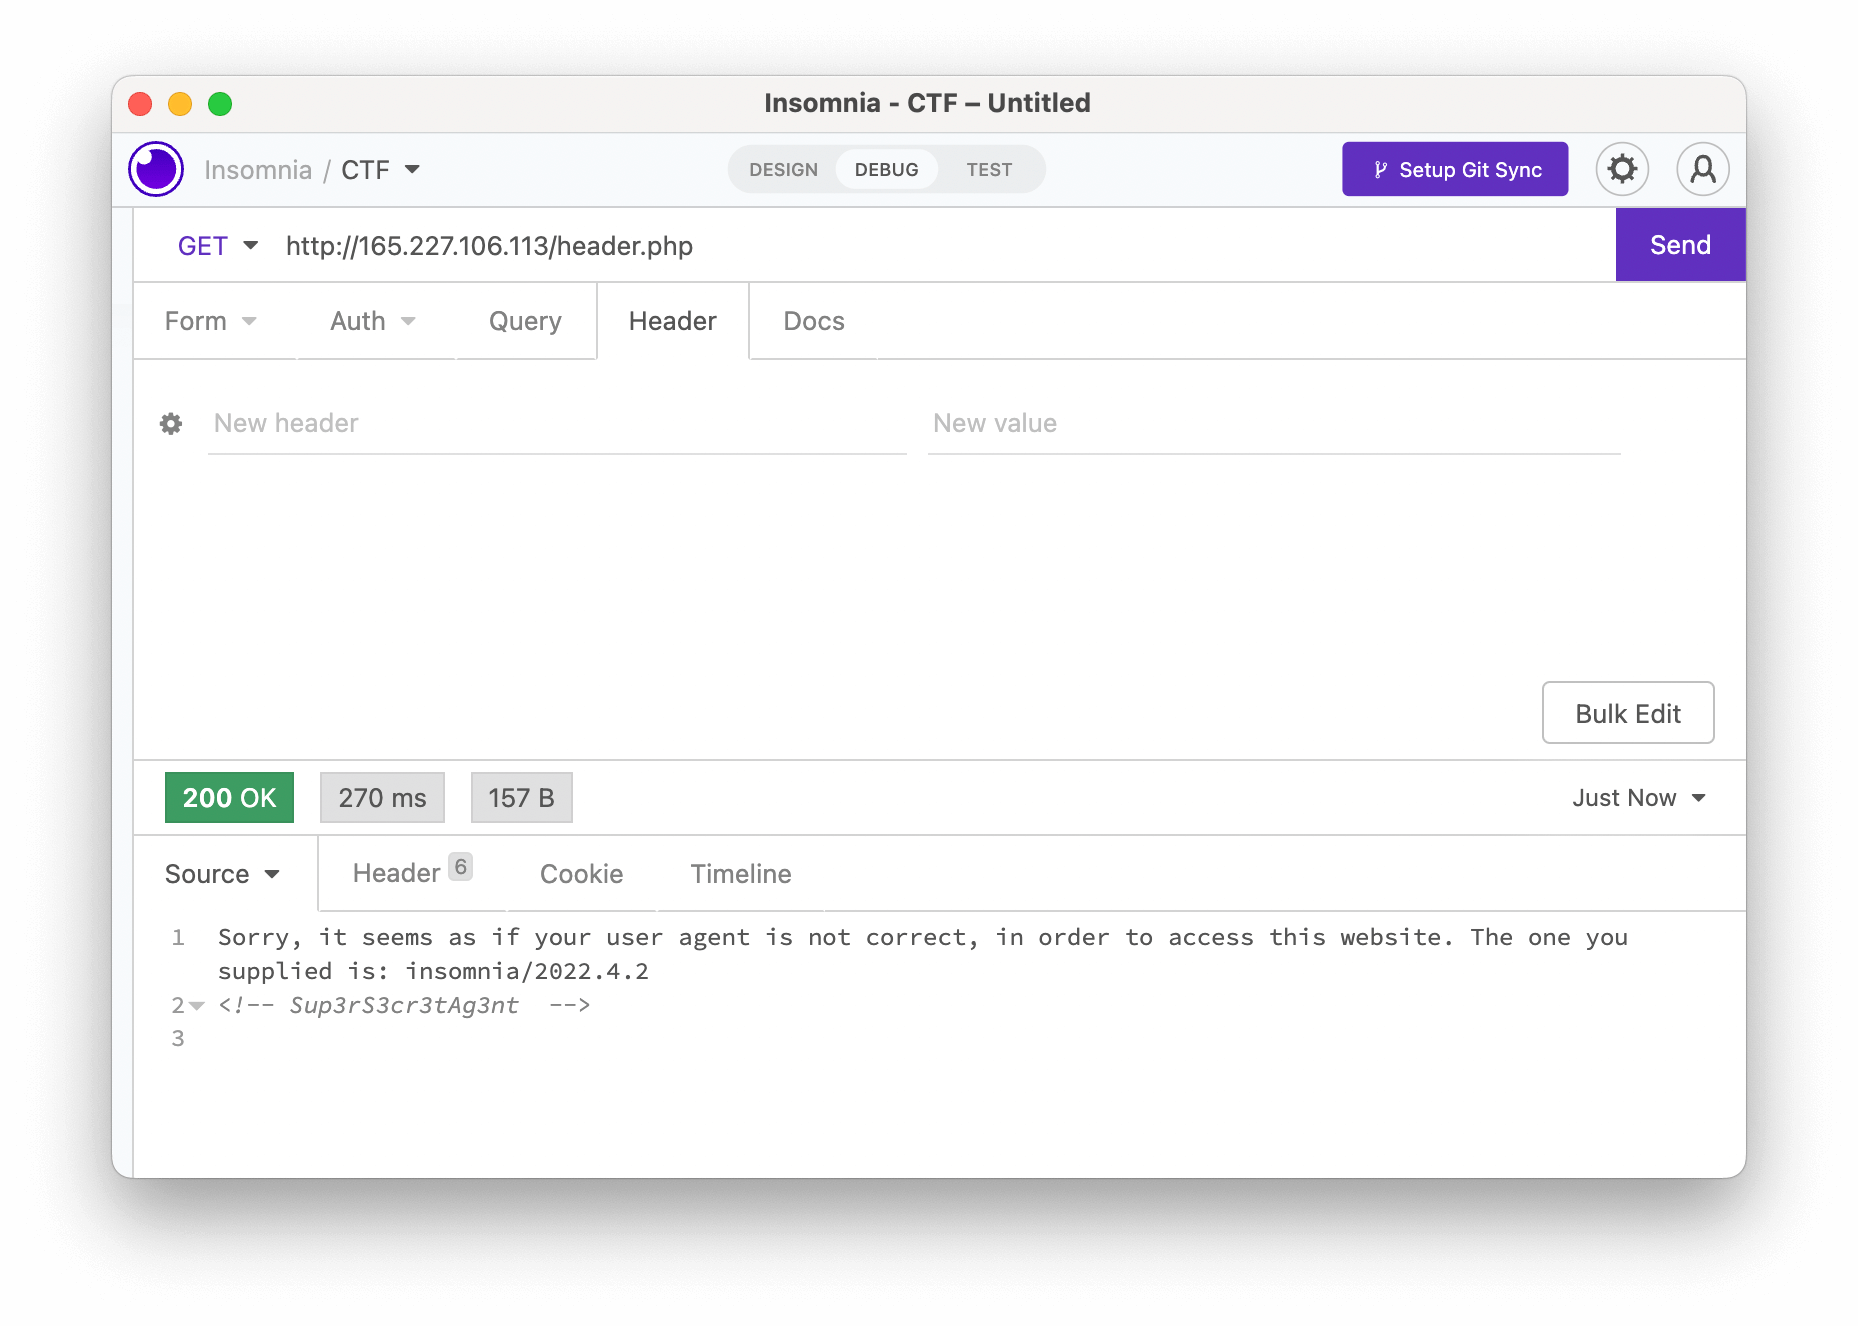 Insomnia - CTF – Untitled
Insomnia / CTF
DESIGN DEBUG TEST
Setup Git Sync
GET http://165.227.106.113/header.php
Send
Form Auth Query Header Docs
New header New value
Bulk Edit
200 OK 270 ms 157 B Just Now
Source Header 6 Cookie Timeline
1 Sorry, it seems as if your user agent is not correct, in order to access this website. The one you
supplied is: insomnia/2022.4.2
2 <!-- Sup3rS3cr3tAg3nt  -->
3